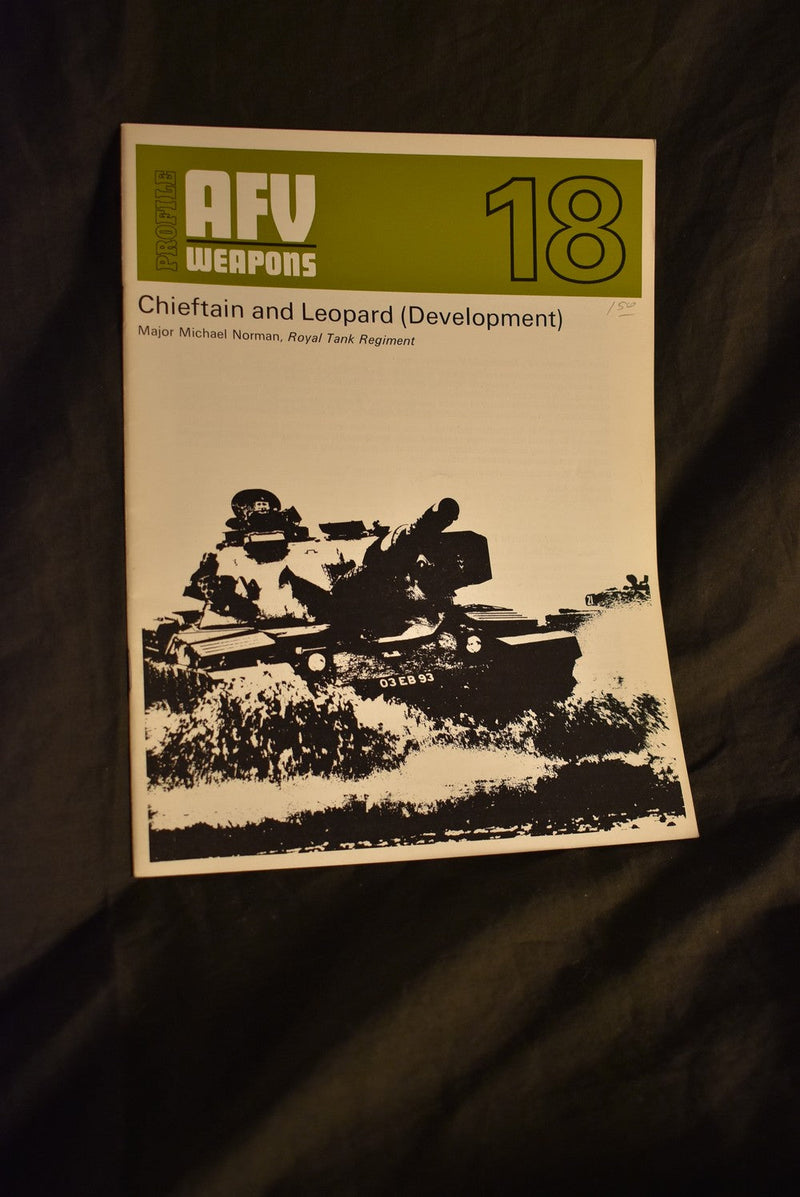 PROFILE
AFV
WEAPONS
18
Chieftain and Leopard (Development)
150
Major Michael Norman, Royal Tank Regiment
03 EB 93